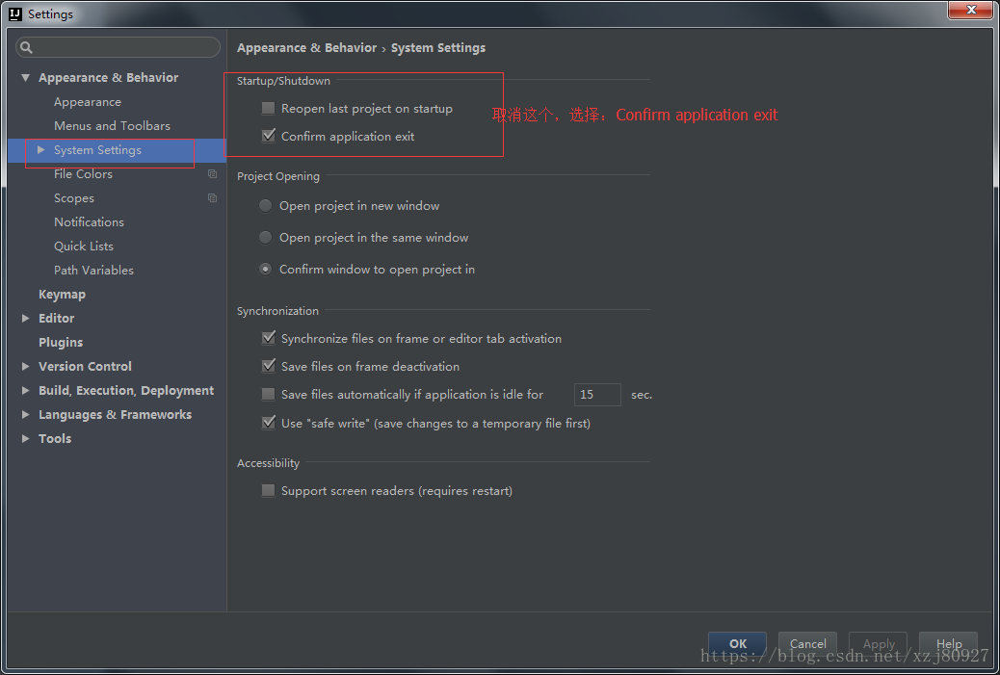 IJ Settings
Appearance & Behavior
Appearance
Menus and Toolbars
System Settings
File Colors
Scopes
Notifications
Quick Lists
Path Variables
Keymap
Editor
Plugins
Version Control
Build, Execution, Deployment
Languages & Frameworks
Tools
Appearance & Behavior › System Settings
Startup/Shutdown
Reopen last project on startup
取消这个，选择：Confirm application exit
Confirm application exit
Project Opening
Open project in new window
Open project in the same window
Confirm window to open project in
Synchronization
Synchronize files on frame or editor tab activation
Save files on frame deactivation
Save files automatically if application is idle for 15 sec.
Use "safe write" (save changes to a temporary file first)
Accessibility
Support screen readers (requires restart)
OK Cancel Apply Help
https://blog.csdn.net/xzj80927